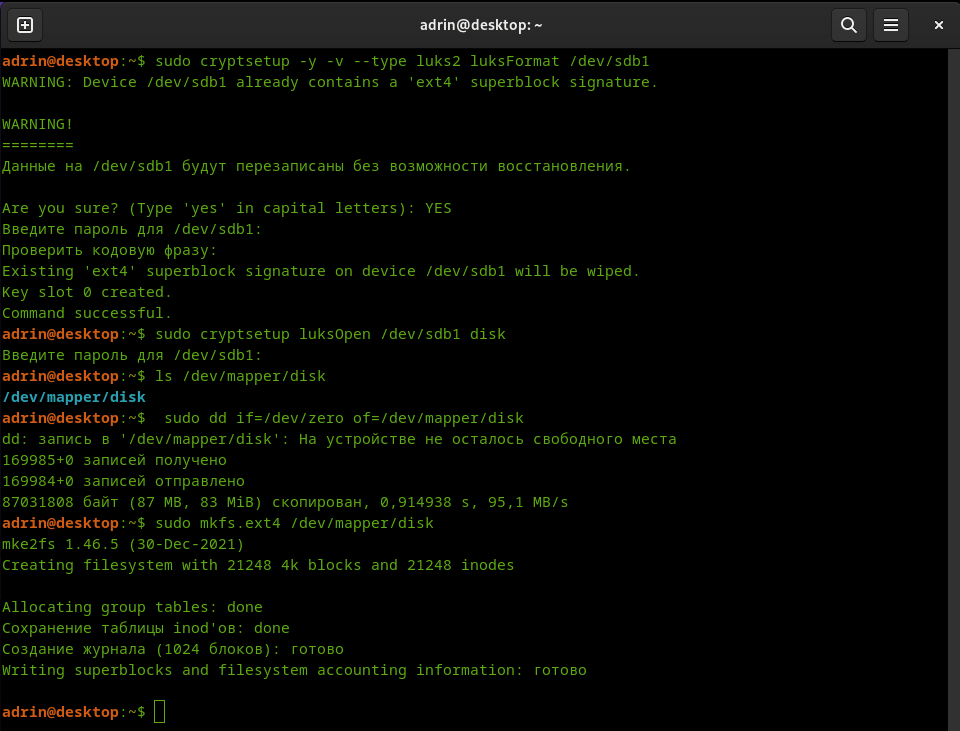 adrin@desktop: ~
adrin@desktop:~$ sudo cryptsetup -y -v --type luks2 luksFormat /dev/sdb1
WARNING: Device /dev/sdb1 already contains a 'ext4' superblock signature.
WARNING!
========
Данные на /dev/sdb1 будут перезаписаны без возможности восстановления.
Are you sure? (Type 'yes' in capital letters): YES
Введите пароль для /dev/sdb1:
Проверить кодовую фразу:
Existing 'ext4' superblock signature on device /dev/sdb1 will be wiped.
Key slot 0 created.
Command successful.
adrin@desktop:~$ sudo cryptsetup luksOpen /dev/sdb1 disk
Введите пароль для /dev/sdb1:
adrin@desktop:~$ ls /dev/mapper/disk
/dev/mapper/disk
adrin@desktop:~$  sudo dd if=/dev/zero of=/dev/mapper/disk
dd: запись в '/dev/mapper/disk': На устройстве не осталось свободного места
169985+0 записей получено
169984+0 записей отправлено
87031808 байт (87 MB, 83 MiB) скопирован, 0,914938 s, 95,1 MB/s
adrin@desktop:~$ sudo mkfs.ext4 /dev/mapper/disk
mke2fs 1.46.5 (30-Dec-2021)
Creating filesystem with 21248 4k blocks and 21248 inodes
Allocating group tables: done
Сохранение таблицы inod'ов: done
Создание журнала (1024 блоков): готово
Writing superblocks and filesystem accounting information: готово
adrin@desktop:~$